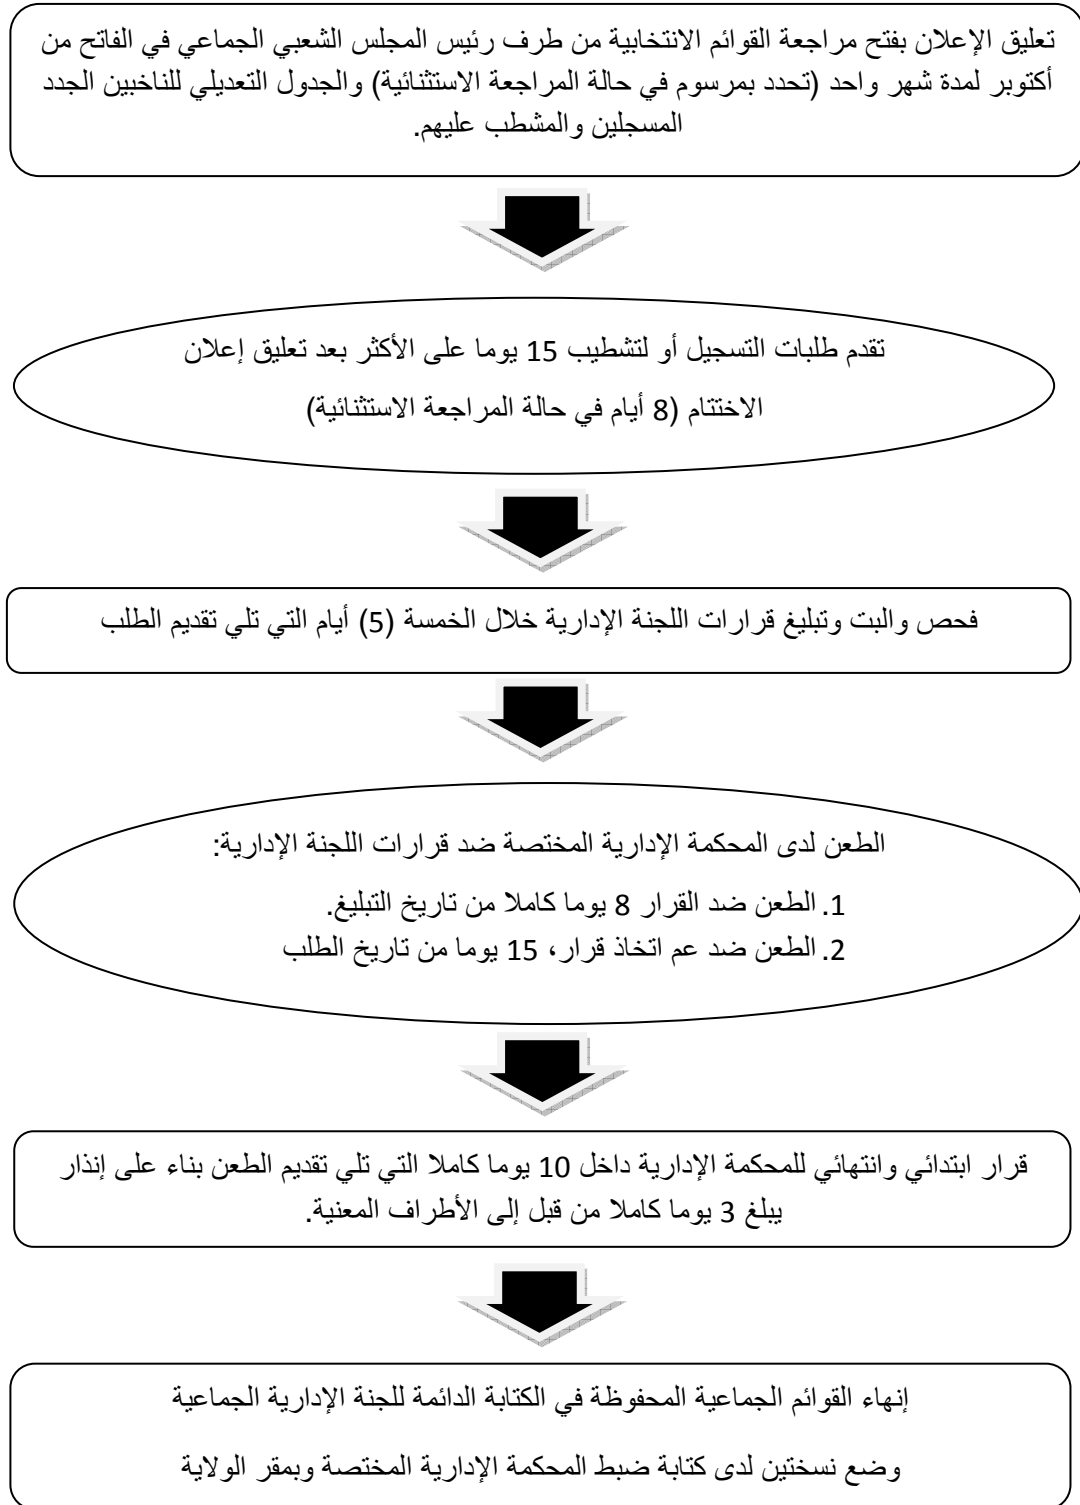 تعليق الإعلان بفتح مراجعة القوائم الانتخابية من طرف رئيس المجلس الشعبي الجماعي في الفاتح من
أكتوبر لمدة شهر واحد (تحدد بمرسوم في حالة المراجعة الاستثنائية) والجدول التعديلي للناخبين الجدد
المسجلين والمشطب عليهم.
تقدم طلبات التسجيل أو لتشطيب 15 يوما على الأكثر بعد تعليق إعلان
الاختتام (8 أيام في حالة المراجعة الاستثنائية)
فحص والبت وتبليغ قرارات اللجنة الإدارية خلال الخمسة (5) أيام التي تلي تقديم الطلب
الطعن لدى المحكمة الإدارية المختصة ضد قرارات اللجنة الإدارية:
1. الطعن ضد القرار 8 يوما كاملا من تاريخ التبليغ.
2. الطعن ضد عم اتخاذ قرار، 15 يوما من تاريخ الطلب
قرار ابتدائي وانتهائي للمحكمة الإدارية داخل 10 يوما كاملا التي تلي تقديم الطعن بناء على إنذار
يبلغ 3 يوما كاملا من قبل إلى الأطراف المعنية.
إنهاء القوائم الجماعية المحفوظة في الكتابة الدائمة للجنة الإدارية الجماعية
وضع نسختين لدى كتابة ضبط المحكمة الإدارية المختصة وبمقر الولاية